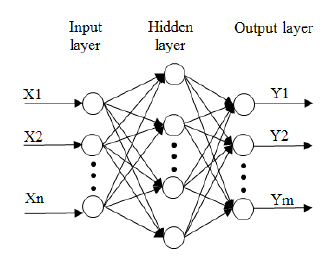 Input layer
Hidden layer
Output layer
X1
Y1
X2
Y2
Xn
Ym